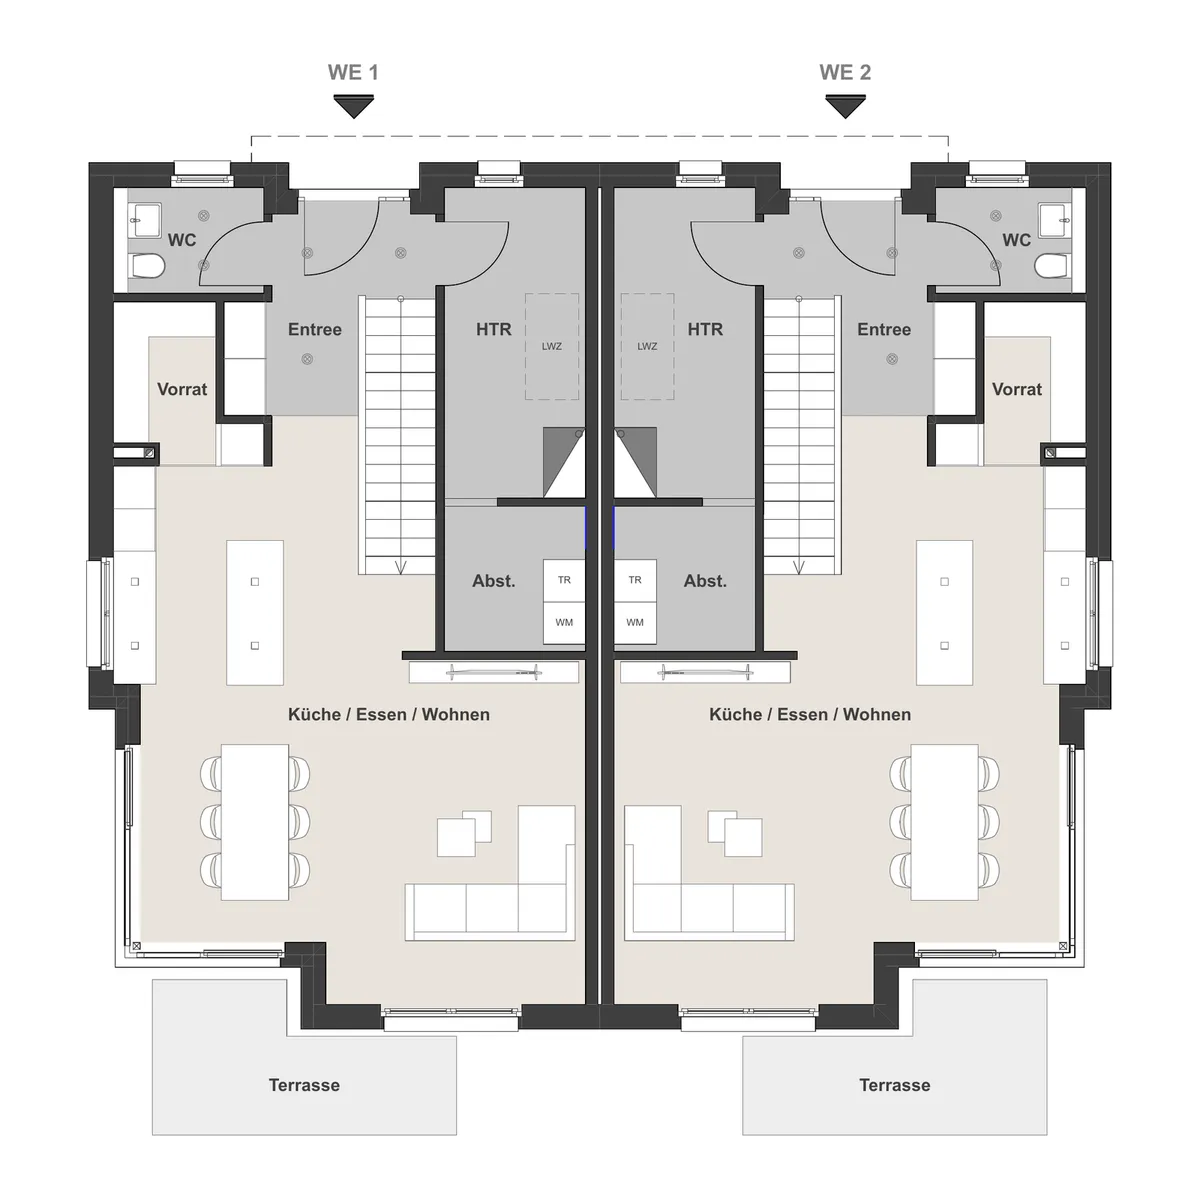 WE 1
WE 2
WC
WC
Entree
HTR
LWZ
LWZ
HTR
Entree
Vorrat
Vorrat
Abst.
TR
WM
TR
WM
Abst.
Küche / Essen / Wohnen
Küche / Essen / Wohnen
Terrasse
Terrasse